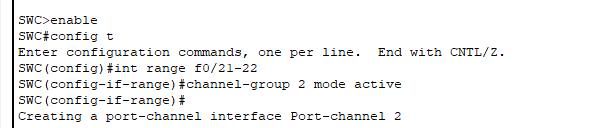 SWC>enable
SWC#config t
Enter configuration commands, one per line.  End with CNTL/Z.
SWC(config)#int range f0/21-22
SWC(config-if-range)#channel-group 2 mode active
SWC(config-if-range)#
Creating a port-channel interface Port-channel 2